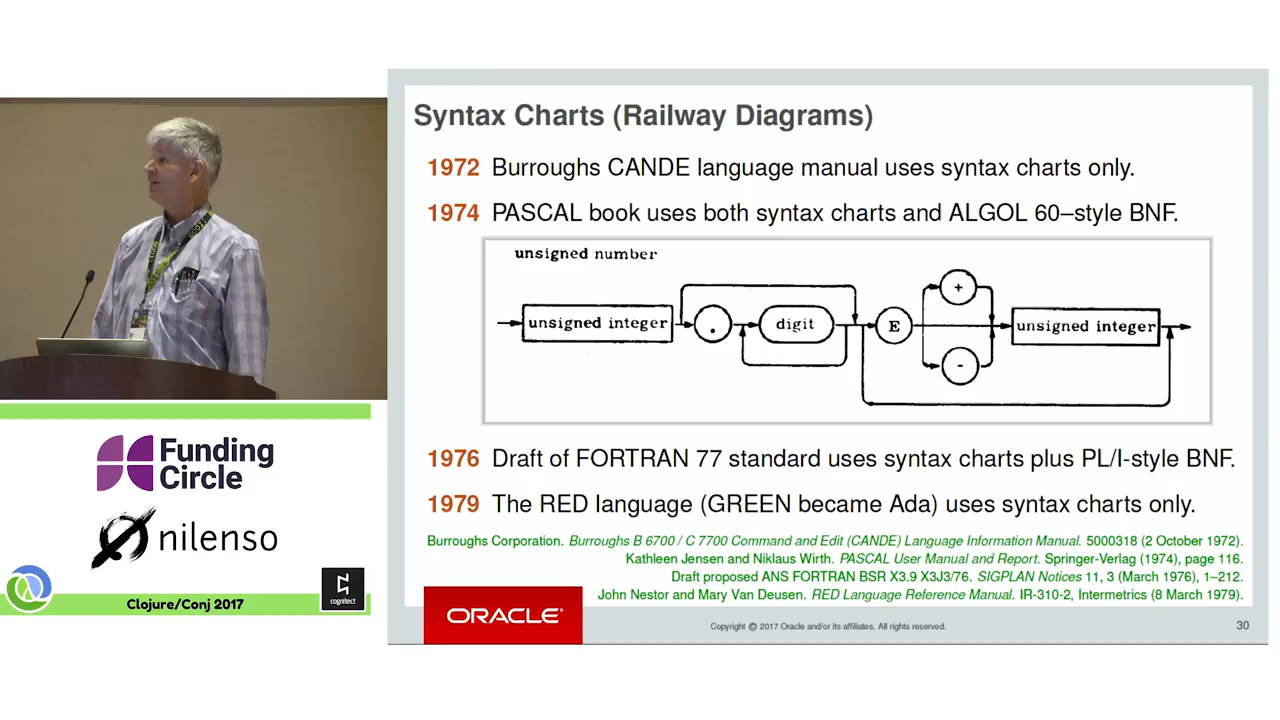 Syntax Charts (Railway Diagrams)
1972 Burroughs CANDE language manual uses syntax charts only.
1974 PASCAL book uses both syntax charts and ALGOL 60–style BNF.
unsigned number
unsigned integer . digit E + - unsigned integer
1976 Draft of FORTRAN 77 standard uses syntax charts plus PL/I-style BNF.
1979 The RED language (GREEN became Ada) uses syntax charts only.
Burroughs Corporation. Burroughs B 6700 / C 7700 Command and Edit (CANDE) Language Information Manual. 5000318 (2 October 1972).
Kathleen Jensen and Niklaus Wirth. PASCAL User Manual and Report. Springer-Verlag (1974), page 116.
Draft proposed ANS FORTRAN BSR X3.9 X3J3/76. SIGPLAN Notices 11, 3 (March 1976), 1–212.
John Nestor and Mary Van Deusen. RED Language Reference Manual. IR-310-2, Intermetrics (8 March 1979).
ORACLE®
Copyright © 2017 Oracle and/or its affiliates. All rights reserved.
30
Funding
Circle
nilenso
Clojure/Conj 2017
cognitect